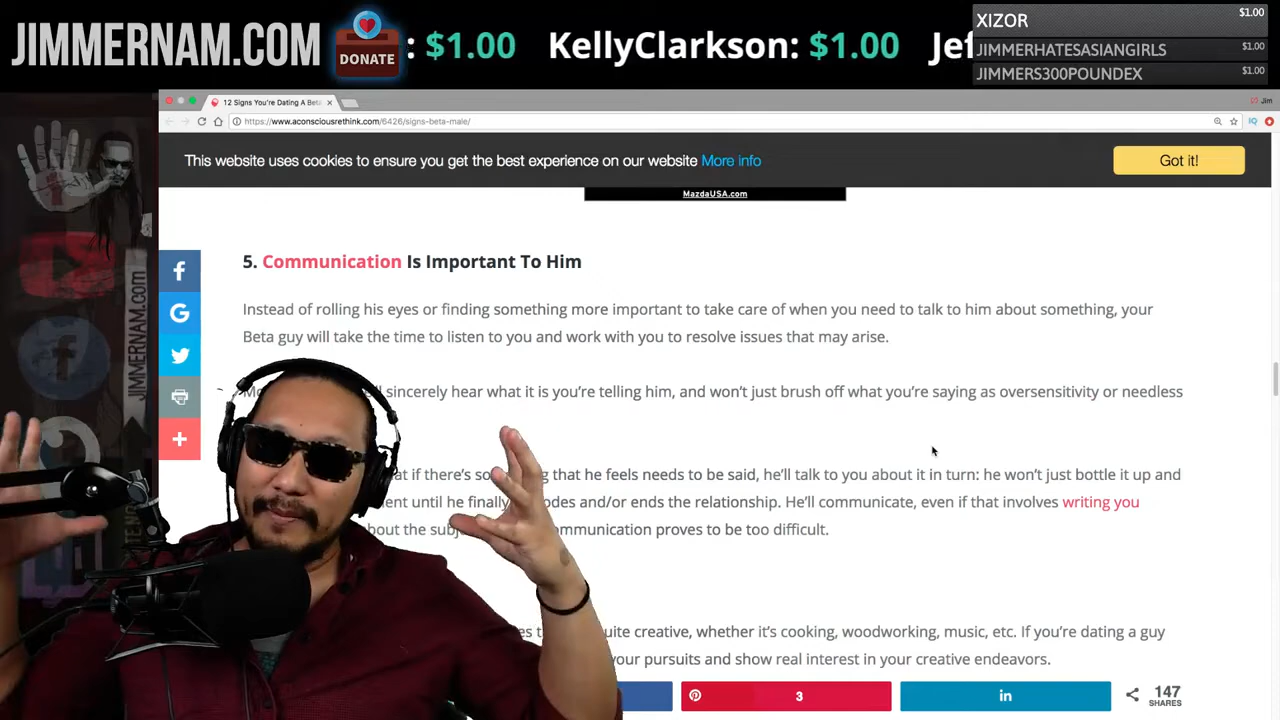 JIMMERNAM.COM
DONATE
: $1.00 KellyClarkson: $1.00 Jef
XIZOR $1.00
JIMMERHATESASIANGIRLS $1.00
JIMMERS300POUNDEX $1.00
12 Signs You're Dating A Beta
Jim
https://www.aconsciousrethink.com/6426/signs-beta-male/
This website uses cookies to ensure you get the best experience on our website More info
Got it!
MazdaUSA.com
5. Communication Is Important To Him
Instead of rolling his eyes or finding something more important to take care of when you need to talk to him about something, your
Beta guy will take the time to listen to you and work with you to resolve issues that may arise.
sincerely hear what it is you're telling him, and won't just brush off what you're saying as oversensitivity or needless
at if there's so g that he feels needs to be said, he'll talk to you about it in turn: he won't just bottle it up and
ent until he finally odes and/or ends the relationship. He'll communicate, even if that involves writing you
bout the subj ommunication proves to be too difficult.
uite creative, whether it's cooking, woodworking, music, etc. If you're dating a guy
your pursuits and show real interest in your creative endeavors.
3
in
147
SHARES
JIMMERNAM.com